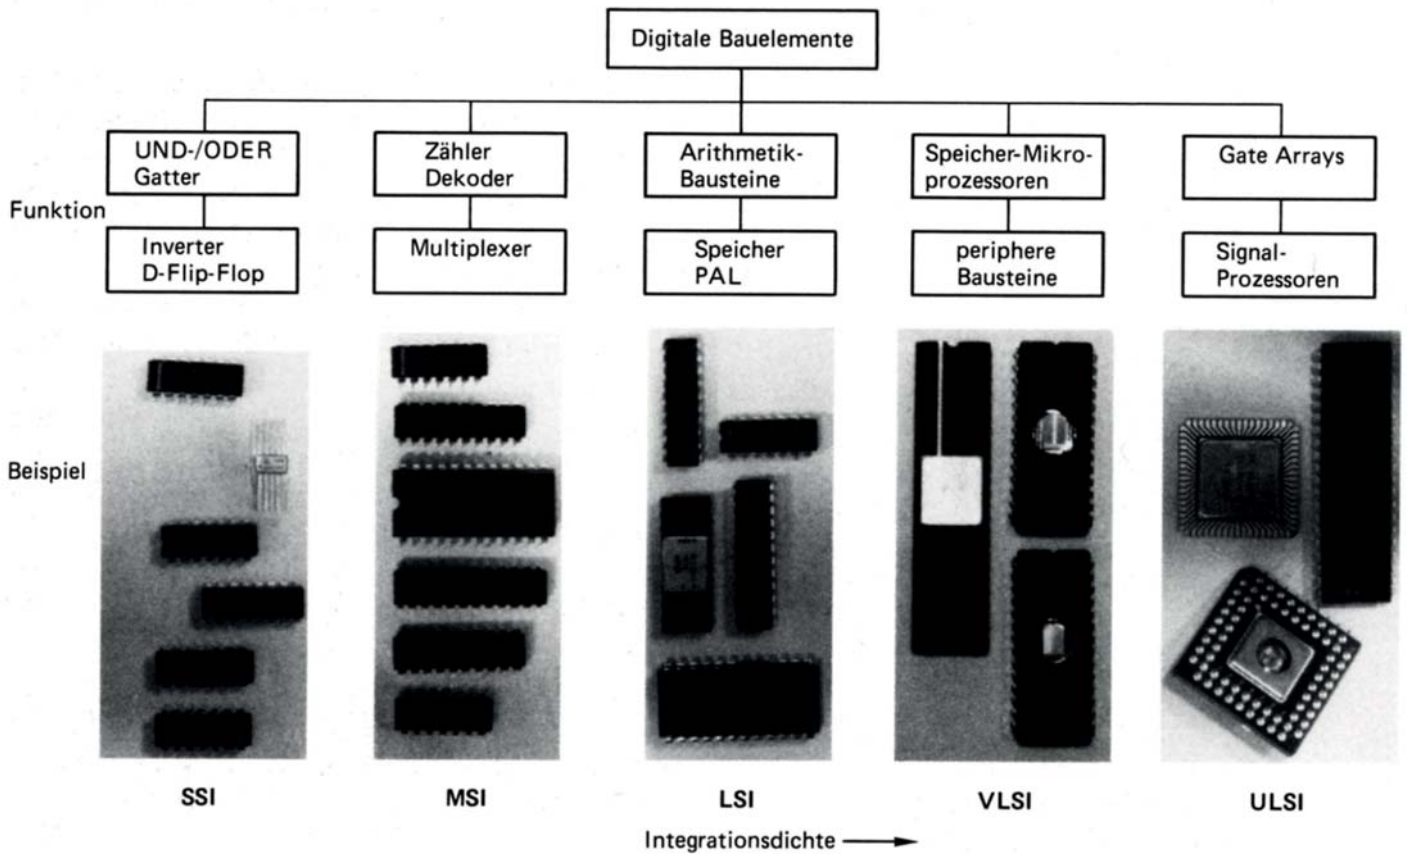 Digitale Bauelemente
UND-/ODER
Gatter
Zähler
Dekoder
Arithmetik-
Bausteine
Speicher-Mikro-
prozessoren
Gate Arrays
Funktion
Inverter
D-Flip-Flop
Multiplexer
Speicher
PAL
periphere
Bausteine
Signal-
Prozessoren
Beispiel
SSI
MSI
LSI
VLSI
ULSI
Integrationsdichte